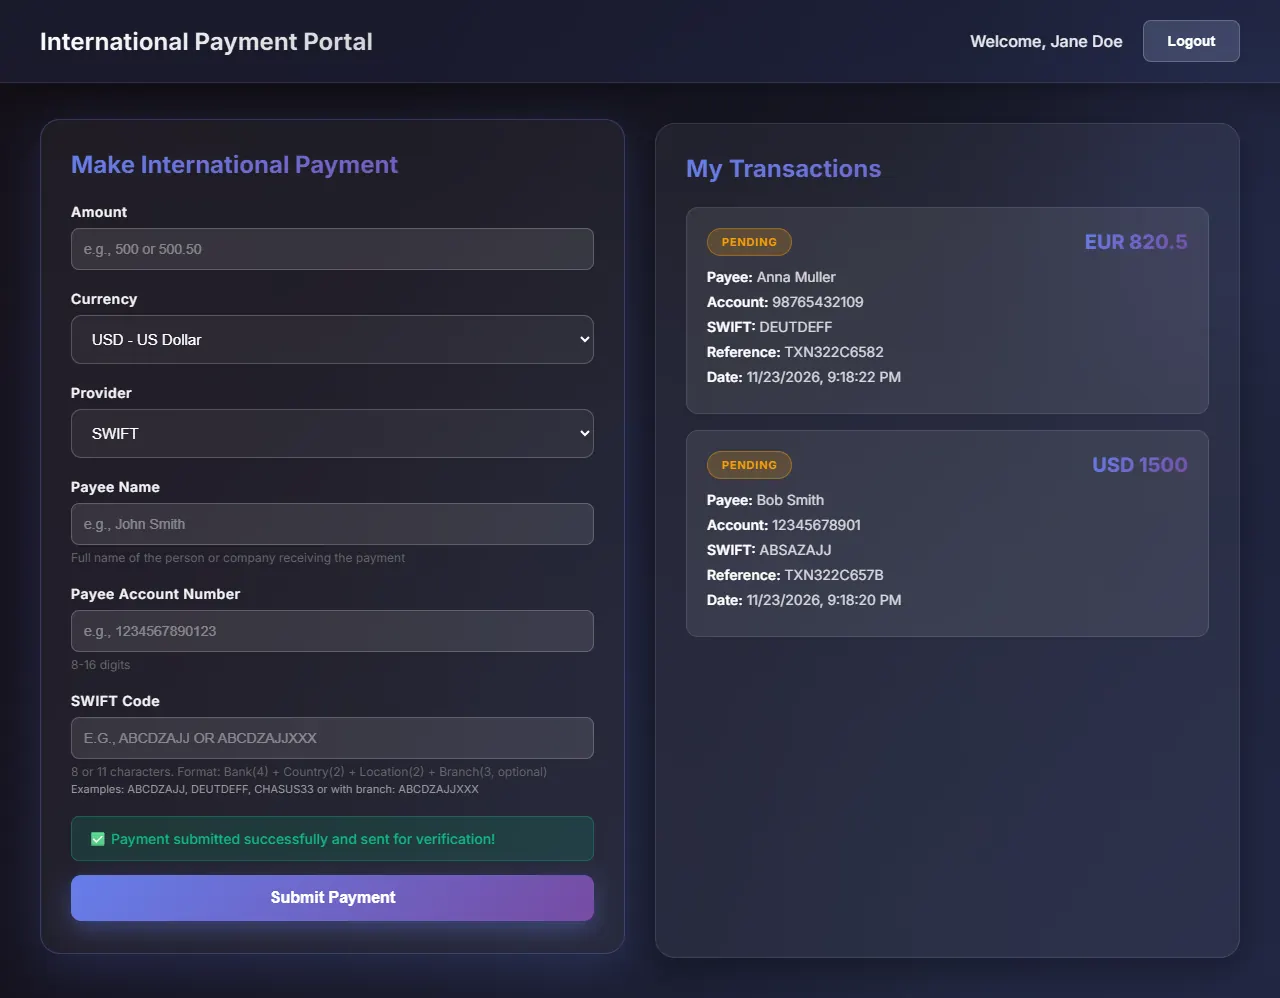 International Payment Portal
Welcome, Jane Doe
Logout
Make International Payment
Amount
e.g., 500 or 500.50
Currency
USD - US Dollar
Provider
SWIFT
Payee Name
e.g., John Smith
Full name of the person or company receiving the payment
Payee Account Number
e.g., 1234567890123
8-16 digits
SWIFT Code
E.G., ABCDZAJJ OR ABCDZAJJXXX
8 or 11 characters. Format: Bank(4) + Country(2) + Location(2) + Branch(3, optional)
Examples: ABCDZAJJ, DEUTDEFF, CHASUS33 or with branch: ABCDZAJJXXX
✅ Payment submitted successfully and sent for verification!
Submit Payment
My Transactions
PENDING
EUR 820.5
Payee: Anna Muller
Account: 98765432109
SWIFT: DEUTDEFF
Reference: TXN322C6582
Date: 11/23/2026, 9:18:22 PM
PENDING
USD 1500
Payee: Bob Smith
Account: 12345678901
SWIFT: ABSAZAJJ
Reference: TXN322C657B
Date: 11/23/2026, 9:18:20 PM